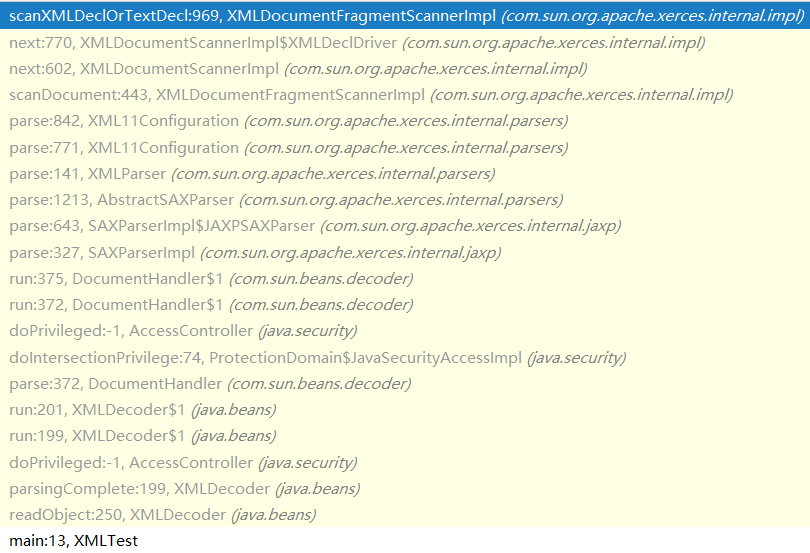 scanXMLDeclOrTextDecl:969, XMLDocumentFragmentScannerImpl (com.sun.org.apache.xerces.internal.impl)
next:770, XMLDocumentScannerImpl$XMLDeclDriver (com.sun.org.apache.xerces.internal.impl)
next:602, XMLDocumentScannerImpl (com.sun.org.apache.xerces.internal.impl)
scanDocument:443, XMLDocumentFragmentScannerImpl (com.sun.org.apache.xerces.internal.impl)
parse:842, XML11Configuration (com.sun.org.apache.xerces.internal.parsers)
parse:771, XML11Configuration (com.sun.org.apache.xerces.internal.parsers)
parse:141, XMLParser (com.sun.org.apache.xerces.internal.parsers)
parse:1213, AbstractSAXParser (com.sun.org.apache.xerces.internal.parsers)
parse:643, SAXParserImpl$JAXPSAXParser (com.sun.org.apache.xerces.internal.jaxp)
parse:327, SAXParserImpl (com.sun.org.apache.xerces.internal.jaxp)
run:375, DocumentHandler$1 (com.sun.beans.decoder)
run:372, DocumentHandler$1 (com.sun.beans.decoder)
doPrivileged:-1, AccessController (java.security)
doIntersectionPrivilege:74, ProtectionDomain$JavaSecurityAccessImpl (java.security)
parse:372, DocumentHandler (com.sun.beans.decoder)
run:201, XMLDecoder$1 (java.beans)
run:199, XMLDecoder$1 (java.beans)
doPrivileged:-1, AccessController (java.security)
parsingComplete:199, XMLDecoder (java.beans)
readObject:250, XMLDecoder (java.beans)
main:13, XMLTest